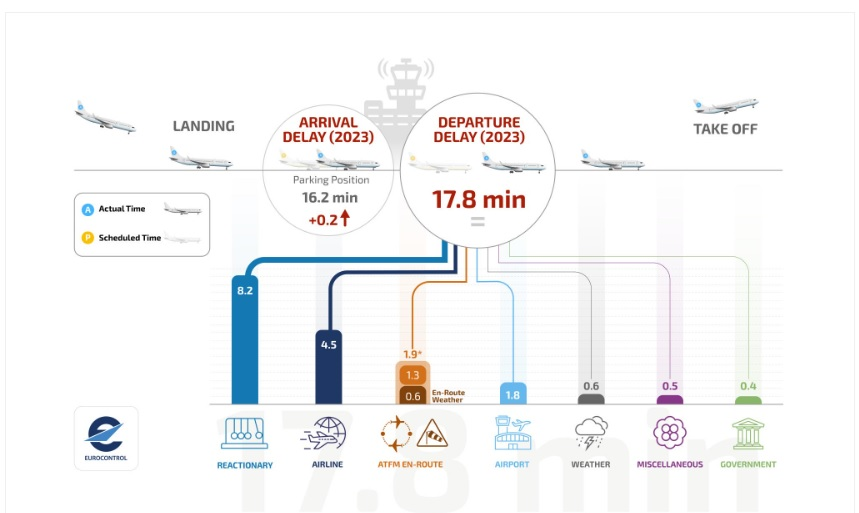 LANDING
ARRIVAL
DELAY (2023)
Parking Position
16.2 min
+0.2
DEPARTURE
DELAY (2023)
17.8 min
=
TAKE OFF
A Actual Time
P Scheduled Time
8.2
4.5
1.9*
1.3
0.6
En-Route
Weather
1.8
0.6
0.5
0.4
EUROCONTROL
REACTIONARY
AIRLINE
ATFM EN-ROUTE
AIRPORT
WEATHER
MISCELLANEOUS
GOVERNMENT
17.8 min